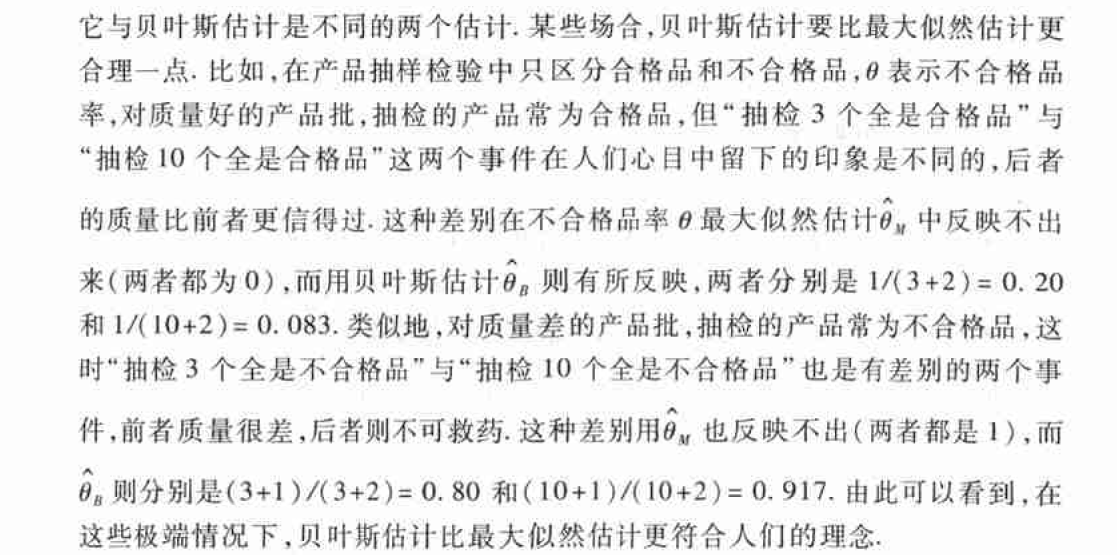 它与贝叶斯估计是不同的两个估计. 某些场合,贝叶斯估计要比最大似然估计更
合理一点. 比如,在产品抽样检验中只区分合格品和不合格品,θ 表示不合格品
率,对质量好的产品批,抽检的产品常为合格品,但“抽检 3 个全是合格品”与
“抽检 10 个全是合格品”这两个事件在人们心目中留下的印象是不同的,后者
的质量比前者更信得过. 这种差别在不合格品率 θ 最大似然估计 θ̂_M 中反映不出
来(两者都为 0),而用贝叶斯估计 θ̂_B 则有所反映,两者分别是 1/(3+2)= 0. 20
和 1/(10+2)= 0. 083. 类似地,对质量差的产品批,抽检的产品常为不合格品,这
时“抽检 3 个全是不合格品”与“抽检 10 个全是不合格品”也是有差别的两个事
件,前者质量很差,后者则不可救药. 这种差别用 θ̂_M 也反映不出(两者都是 1),而
θ̂_B 则分别是(3+1)/(3+2)= 0. 80 和(10+1)/(10+2)= 0. 917. 由此可以看到,在
这些极端情况下,贝叶斯估计比最大似然估计更符合人们的理念.